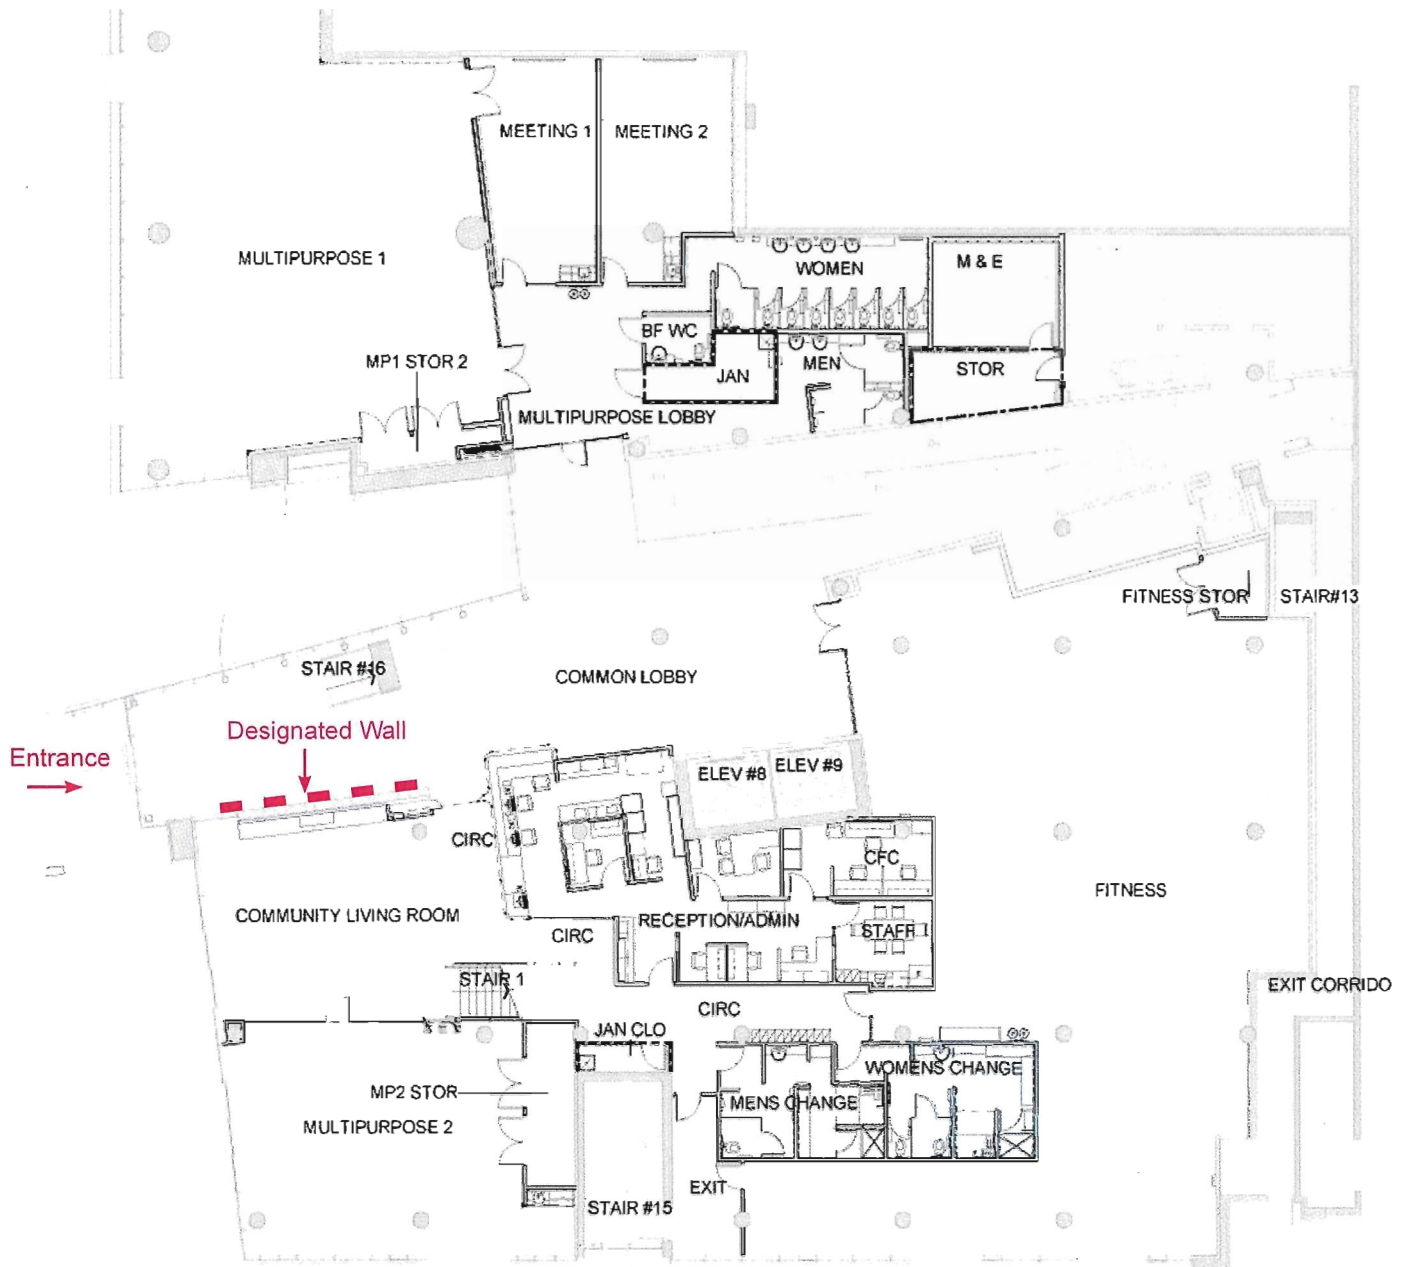 MEETING 1
MEETING 2
MULTIPURPOSE 1
WOMEN
M & E
BF WC
MP1 STOR 2
MEN
JAN
STOR
MULTIPURPOSE LOBBY
FITNESS STOR
STAIR#13
STAIR #16
COMMON LOBBY
Designated Wall
Entrance
ELEV #8
ELEV #9
CIRC
CFC
FITNESS
COMMUNITY LIVING ROOM
RECEPTION/ADMIN
CIRC
STAFF
STAIR 1
EXIT CORRIDO
CIRC
JAN CLO
WOMENS CHANGE
MP2 STOR
MENS CHANGE
MULTIPURPOSE 2
EXIT
STAIR #15